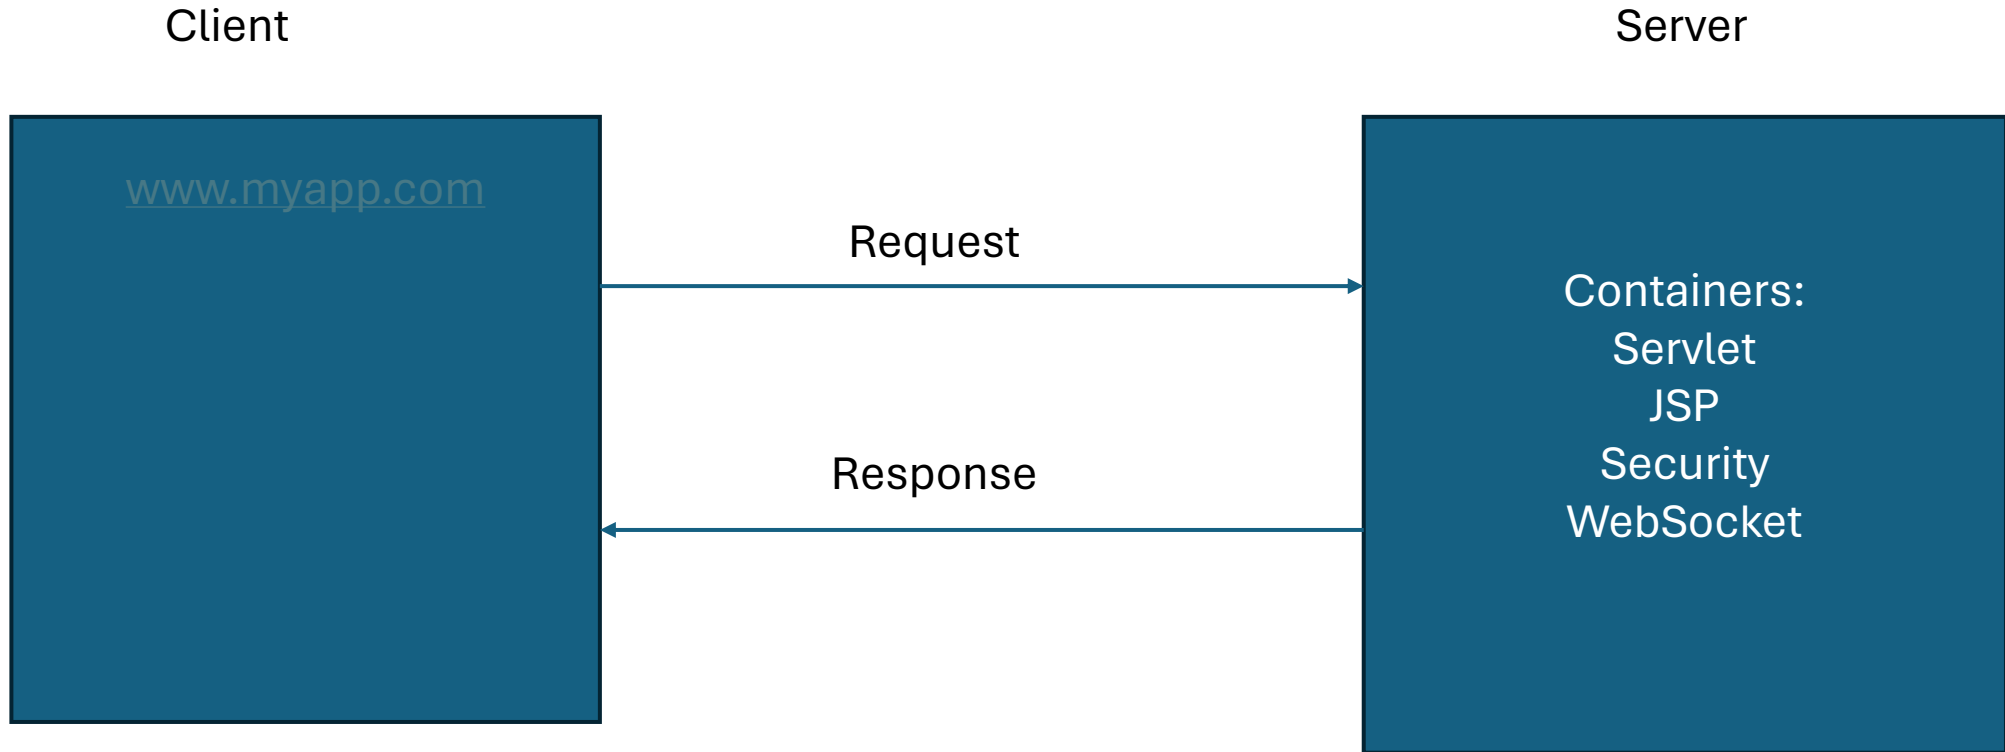 Client
Server
www.myapp.com
Request
Response
Containers:
Servlet
JSP
Security
WebSocket